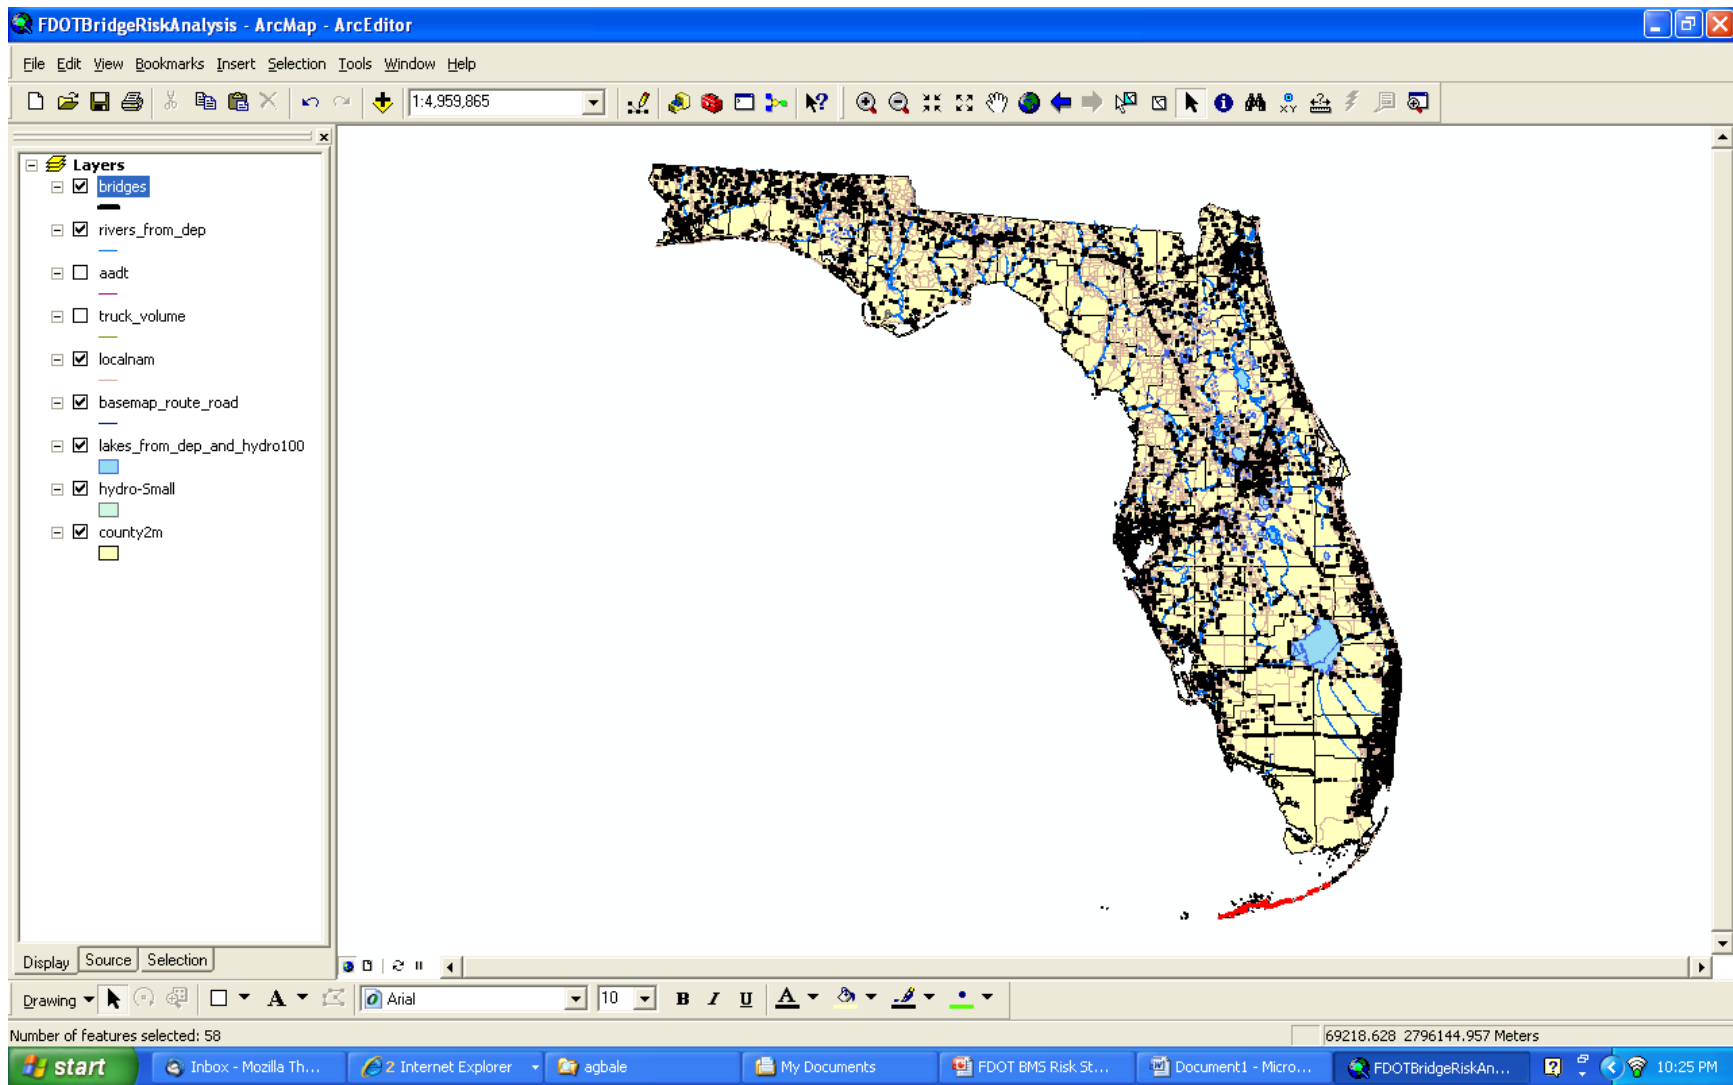 FDOTBridgeRiskAnalysis - ArcMap - ArcEditor
File Edit View Bookmarks Insert Selection Tools Window Help
1:4,959,865
Layers
bridges
rivers_from_dep
aadt
truck_volume
localnam
basemap_route_road
lakes_from_dep_and_hydro100
hydro-Small
county2m
Display Source Selection
Drawing A Arial 10 B I U A
Number of features selected: 58
69218.628 2796144.957 Meters
start Inbox - Mozilla Th... 2 Internet Explorer agbale My Documents FDOT BMS Risk St... Document1 - Micro... FDOTBridgeRiskAn... 10:25 PM